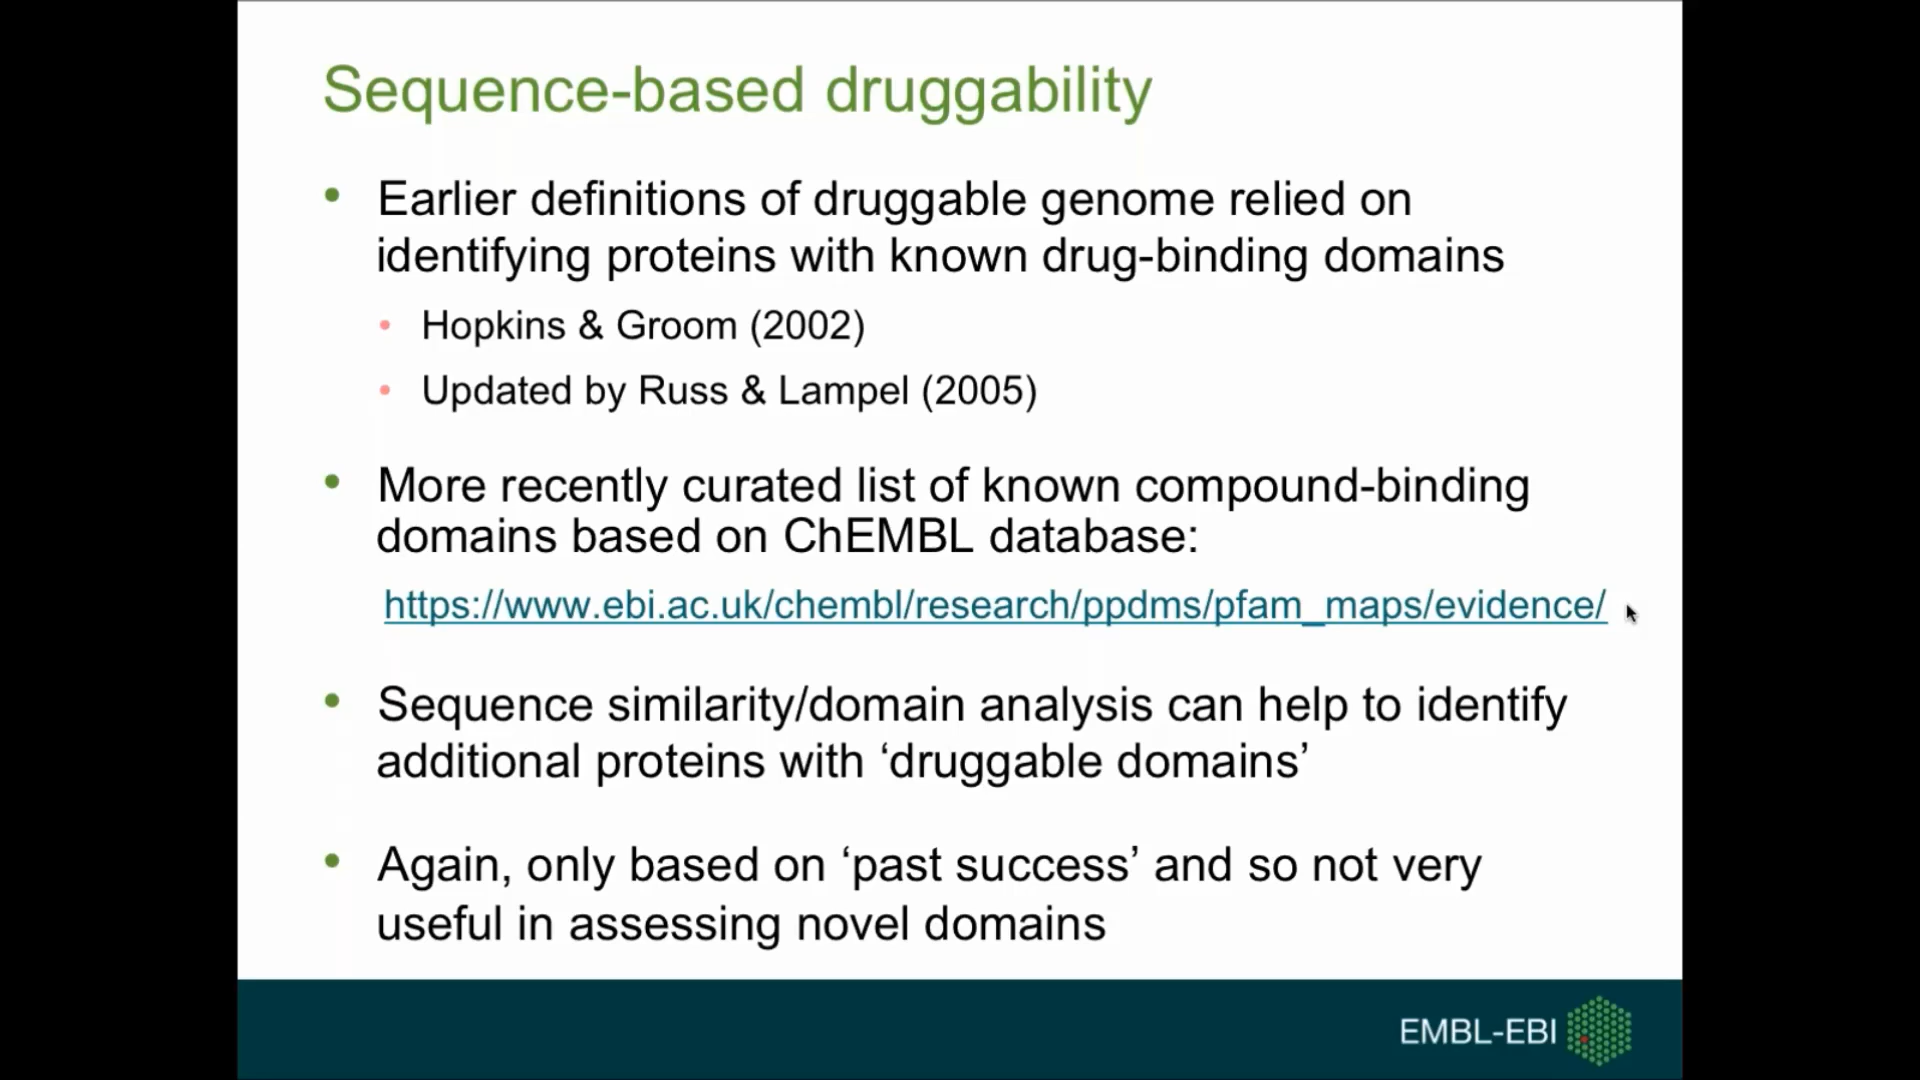 Sequence-based druggability
• Earlier definitions of druggable genome relied on
identifying proteins with known drug-binding domains
• Hopkins & Groom (2002)
• Updated by Russ & Lampel (2005)
• More recently curated list of known compound-binding
domains based on ChEMBL database:
https://www.ebi.ac.uk/chembl/research/ppdms/pfam_maps/evidence/
• Sequence similarity/domain analysis can help to identify
additional proteins with ‘druggable domains’
• Again, only based on ‘past success’ and so not very
useful in assessing novel domains
EMBL-EBI